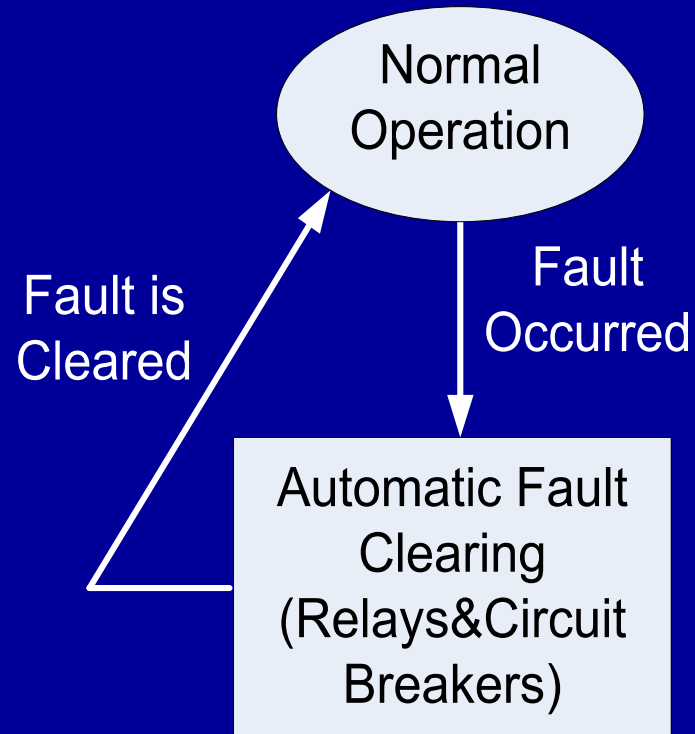 Normal
Operation
Fault is
Cleared
Fault
Occurred
Automatic Fault
Clearing
(Relays&Circuit
Breakers)